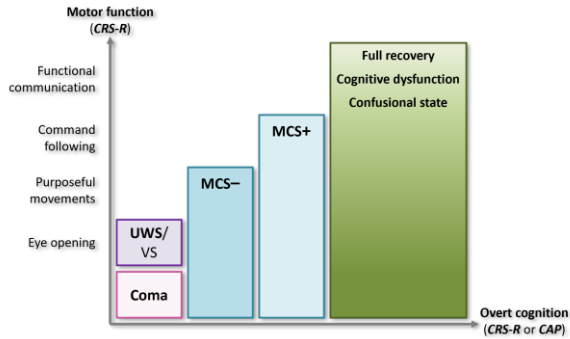 Motor function
(CRS-R)
Functional
communication
Command
following
Purposeful
movements
Eye opening
Full recovery
Cognitive dysfunction
Confusional state
MCS+
MCS–
UWS/
VS
Coma
Overt cognition
(CRS-R or CAP)